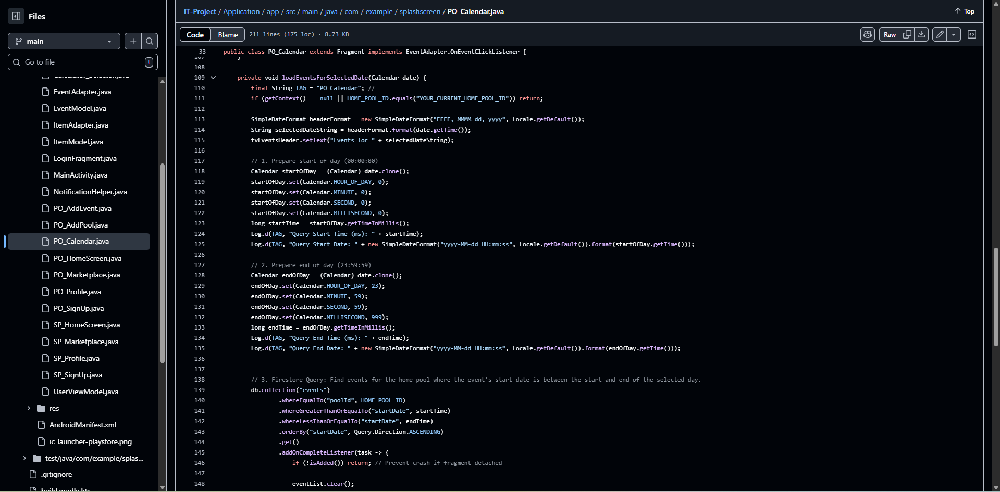 Files
main
Go to file
t
EventAdapter.java
EventModel.java
ItemAdapter.java
ItemModel.java
LoginFragment.java
MainActivity.java
NotificationHelper.java
PO_AddEvent.java
PO_AddPool.java
PO_Calendar.java
PO_HomeScreen.java
PO_Marketplace.java
PO_Profile.java
PO_SignUp.java
SP_HomeScreen.java
SP_Marketplace.java
SP_Profile.java
SP_SignUp.java
UserViewModel.java
res
AndroidManifest.xml
ic_launcher-playstore.png
test/java/com/example/splas...
.gitignore
build.gradle.kts
IT-Project / Application / app / src / main / java / com / example / splashscreen / PO_Calendar.java
Top
Code Blame 211 lines (175 loc) · 8.73 KB
Raw
33 public class PO_Calendar extends Fragment implements EventAdapter.OnEventClickListener {
107 }
108
109 private void loadEventsForSelectedDate(Calendar date) {
110 final String TAG = "PO_Calendar"; //
111 if (getContext() == null || HOME_POOL_ID.equals("YOUR_CURRENT_HOME_POOL_ID")) return;
112
113 SimpleDateFormat headerFormat = new SimpleDateFormat("EEEE, MMMM dd, yyyy", Locale.getDefault());
114 String selectedDateString = headerFormat.format(date.getTime());
115 tvEventsHeader.setText("Events for " + selectedDateString);
116
117 // 1. Prepare start of day (00:00:00)
118 Calendar startOfDay = (Calendar) date.clone();
119 startOfDay.set(Calendar.HOUR_OF_DAY, 0);
120 startOfDay.set(Calendar.MINUTE, 0);
121 startOfDay.set(Calendar.SECOND, 0);
122 startOfDay.set(Calendar.MILLISECOND, 0);
123 long startTime = startOfDay.getTimeInMillis();
124 Log.d(TAG, "Query Start Time (ms): " + startTime);
125 Log.d(TAG, "Query Start Date: " + new SimpleDateFormat("yyyy-MM-dd HH:mm:ss", Locale.getDefault()).format(startOfDay.getTime()));
126
127 // 2. Prepare end of day (23:59:59)
128 Calendar endOfDay = (Calendar) date.clone();
129 endOfDay.set(Calendar.HOUR_OF_DAY, 23);
130 endOfDay.set(Calendar.MINUTE, 59);
131 endOfDay.set(Calendar.SECOND, 59);
132 endOfDay.set(Calendar.MILLISECOND, 999);
133 long endTime = endOfDay.getTimeInMillis();
134 Log.d(TAG, "Query End Time (ms): " + endTime);
135 Log.d(TAG, "Query End Date: " + new SimpleDateFormat("yyyy-MM-dd HH:mm:ss", Locale.getDefault()).format(endOfDay.getTime()));
136
137
138 // 3. Firestore Query: Find events for the home pool where the event's start date is between the start and end of the selected day.
139 db.collection("events")
140 .whereEqualTo("poolId", HOME_POOL_ID)
141 .whereGreaterThanOrEqualTo("startDate", startTime)
142 .whereLessThanOrEqualTo("startDate", endTime)
143 .orderBy("startDate", Query.Direction.ASCENDING)
144 .get()
145 .addOnCompleteListener(task -> {
146 if (!isAdded()) return; // Prevent crash if fragment detached
147
148 eventList.clear();